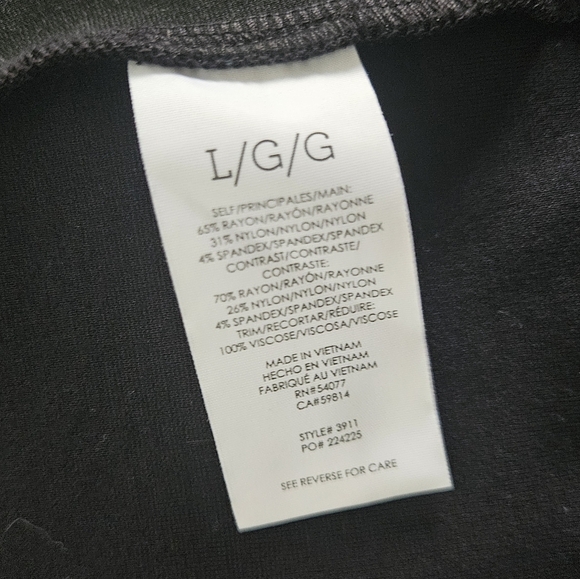 L/G/G
SELF/PRINCIPALES/MAIN:
65% RAYON/RAYÓN/RAYONNE
31% NYLON/NYLON/NYLON
4% SPANDEX/SPANDEX/SPANDEX
CONTRAST/CONTRASTE/
CONTRASTE:
70% RAYON/RAYÓN/RAYONNE
26% NYLON/NYLON/NYLON
4% SPANDEX/SPANDEX/SPANDEX
TRIM/RECORTAR/RÉDUIRE:
100% VISCOSE/VISCOSA/VISCOSE
MADE IN VIETNAM
HECHO EN VIETNAM
FABRIQUÉ AU VIETNAM
RN#54077
CA#59814
STYLE# 3911
PO# 224225
SEE REVERSE FOR CARE